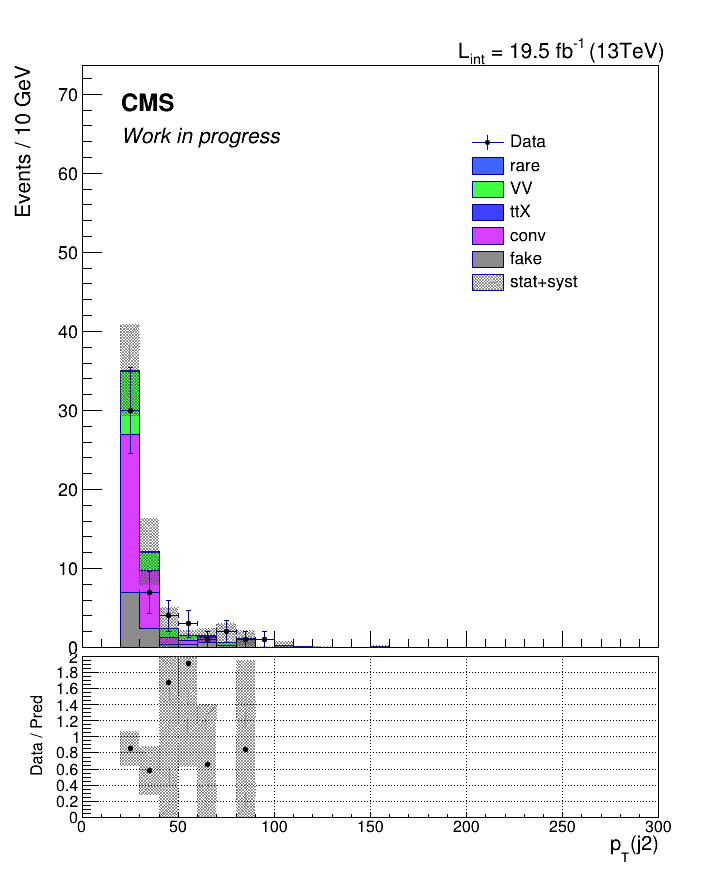 L_int = 19.5 fb^-1 (13TeV)
Events / 10 GeV
70
60
50
40
30
20
10
0
CMS
Work in progress
Data
rare
VV
ttX
conv
fake
stat+syst
Data / Pred
2
1.8
1.6
1.4
1.2
1
0.8
0.6
0.4
0.2
0
0 50 100 150 200 250 300
p_T(j2)